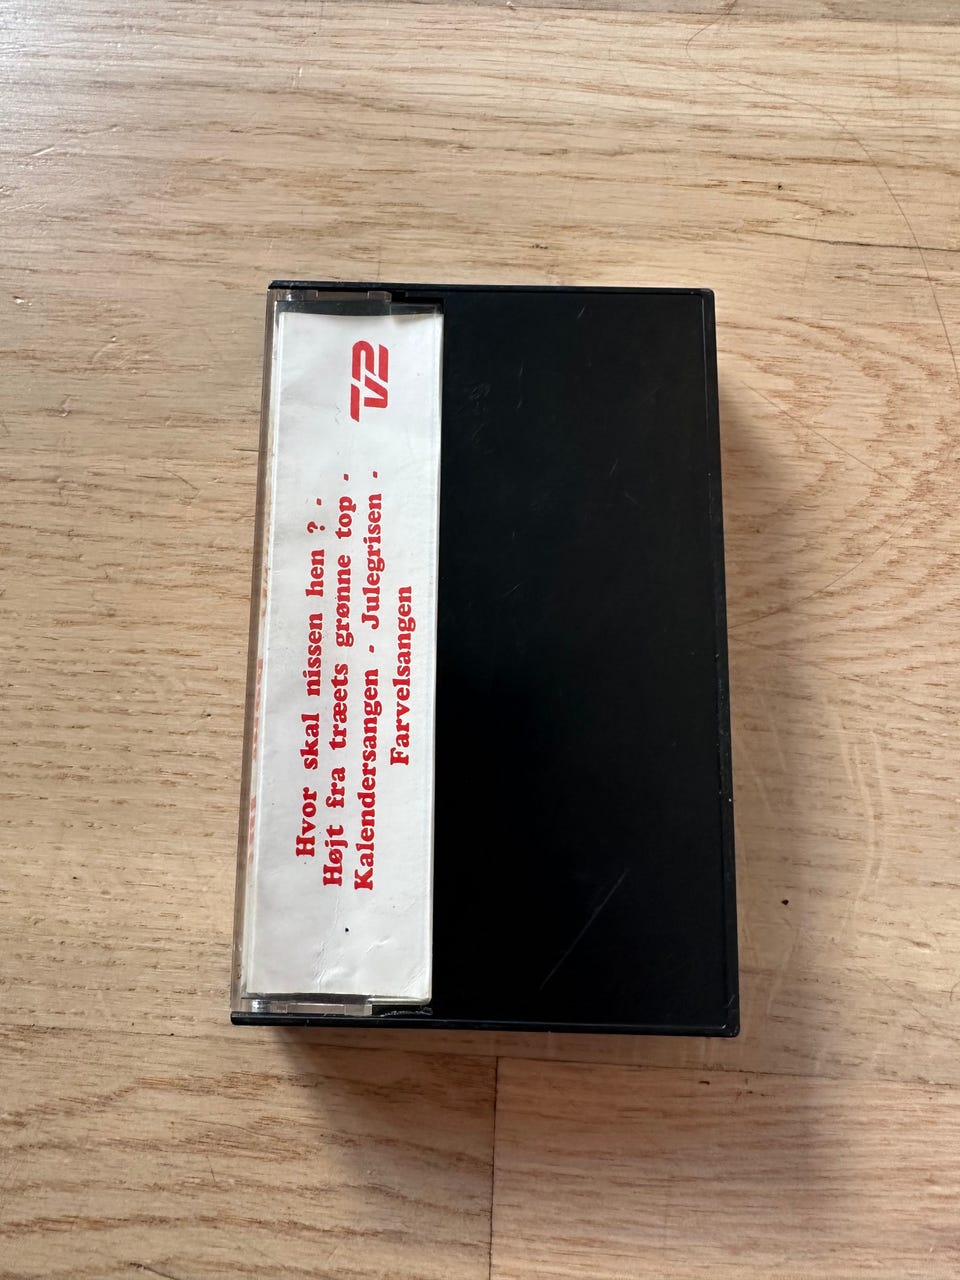 TV2
Hvor skal nissen hen ? -
Højt fra træets grønne top -
Kalendersangen - Julegrisen -
Farvelsangen